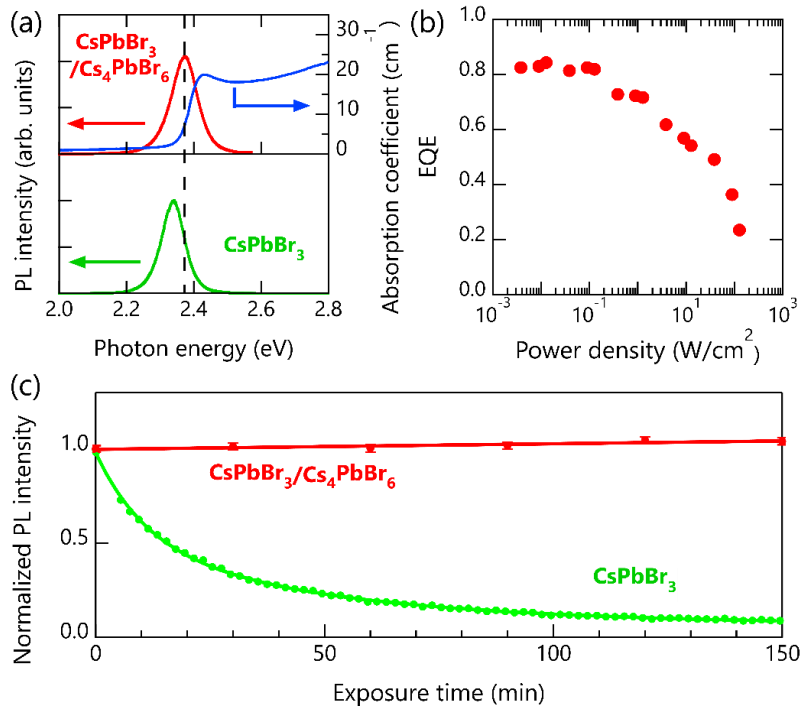 (a)
CsPbBr₃
/Cs₄PbBr₆
PL intensity (arb. units)
30
20
10
0
Absorption coefficient (cm⁻¹)
CsPbBr₃
2.0 2.2 2.4 2.6 2.8
Photon energy (eV)
(b)
EQE
1.0
0.8
0.6
0.4
0.2
0.0
10⁻³ 10⁻¹ 10¹ 10³
Power density (W/cm²)
(c)
Normalized PL intensity
1.0
0.5
0.0
CsPbBr₃/Cs₄PbBr₆
CsPbBr₃
0 50 100 150
Exposure time (min)